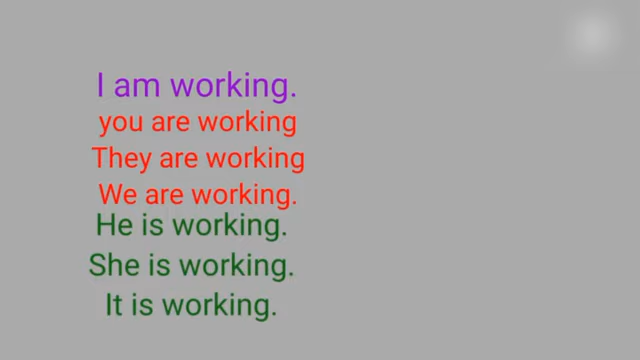 I am working.
you are working
They are working
We are working.
He is working.
She is working.
It is working.